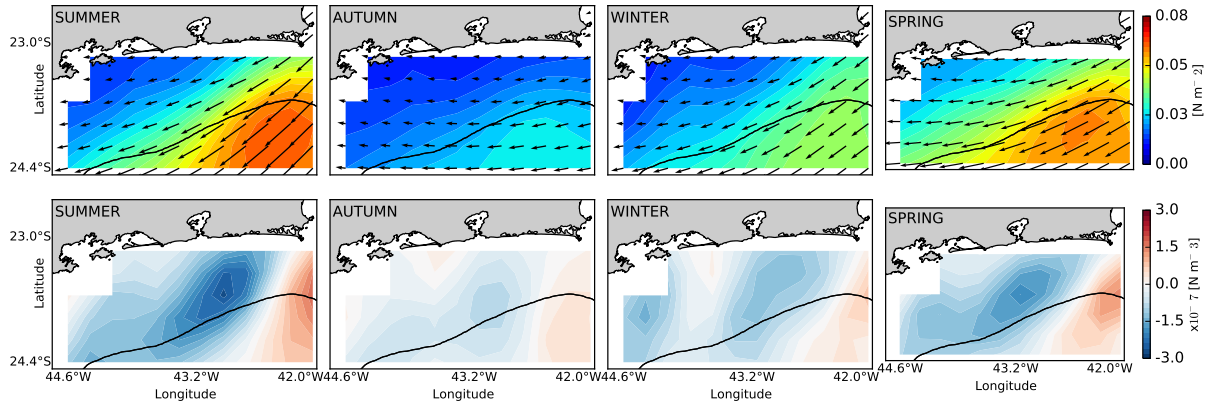 SUMMER AUTUMN WINTER SPRING
23.0°S
24.4°S
Latitude
0.08
0.05
0.03
0.00
[N m⁻ 2]
SUMMER AUTUMN WINTER SPRING
23.0°S
24.4°S
Latitude
44.6°W 43.2°W 42.0°W 44.6°W 43.2°W 42.0°W 44.6°W 43.2°W 42.0°W 44.6°W 43.2°W 42.0°W
Longitude Longitude Longitude Longitude
3.0
1.5
0.0
-1.5
-3.0
x10⁻ 7 [N m⁻ 3]